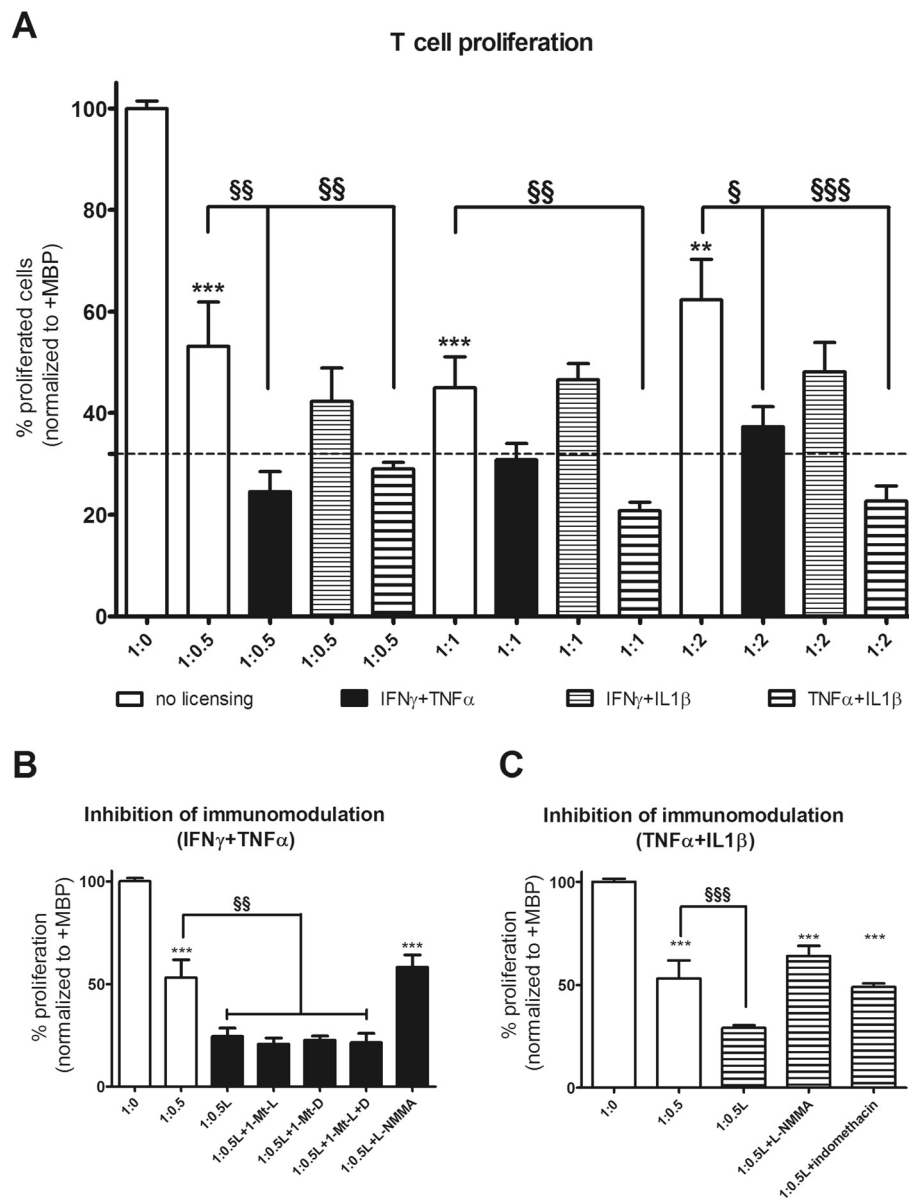 A
T cell proliferation
% proliferated cells
(normalized to +MBP)
100
80
60
40
20
0
§§
§§
§§
§
§§§
***
***
**
1:0
1:0.5
1:0.5
1:0.5
1:0.5
1:1
1:1
1:1
1:1
1:2
1:2
1:2
1:2
no licensing
IFNγ+TNFα
IFNγ+IL1β
TNFα+IL1β
B
Inhibition of immunomodulation
(IFNγ+TNFα)
% proliferation
(normalized to +MBP)
100
50
0
§§
***
***
1:0
1:0.5
1:0.5L
1:0.5L+1-Mt-L
1:0.5L+1-Mt-D
1:0.5L+1-Mt-L+D
1:0.5L+L-NMMA
C
Inhibition of immunomodulation
(TNFα+IL1β)
% proliferation
(normalized to +MBP)
100
50
0
§§§
***
***
***
1:0
1:0.5
1:0.5L
1:0.5L+L-NMMA
1:0.5L+indomethacin